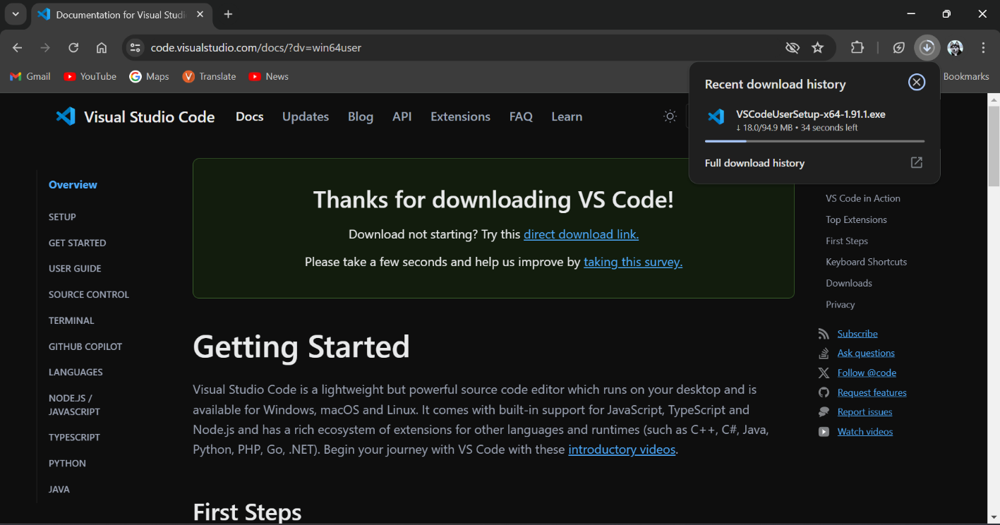 Documentation for Visual Studi
code.visualstudio.com/docs/?dv=win64user
Gmail
YouTube
Maps
Translate
News
Bookmarks
Recent download history
VSCodeUserSetup-x64-1.91.1.exe
↓ 18.0/94.9 MB • 34 seconds left
Full download history
Visual Studio Code
Docs
Updates
Blog
API
Extensions
FAQ
Learn
Overview
SETUP
GET STARTED
USER GUIDE
SOURCE CONTROL
TERMINAL
GITHUB COPILOT
LANGUAGES
NODE.JS /
JAVASCRIPT
TYPESCRIPT
PYTHON
JAVA
Thanks for downloading VS Code!
Download not starting? Try this direct download link.
Please take a few seconds and help us improve by taking this survey.
Getting Started
Visual Studio Code is a lightweight but powerful source code editor which runs on your desktop and is
available for Windows, macOS and Linux. It comes with built-in support for JavaScript, TypeScript and
Node.js and has a rich ecosystem of extensions for other languages and runtimes (such as C++, C#, Java,
Python, PHP, Go, .NET). Begin your journey with VS Code with these introductory videos.
First Steps
VS Code in Action
Top Extensions
First Steps
Keyboard Shortcuts
Downloads
Privacy
Subscribe
Ask questions
Follow @code
Request features
Report issues
Watch videos